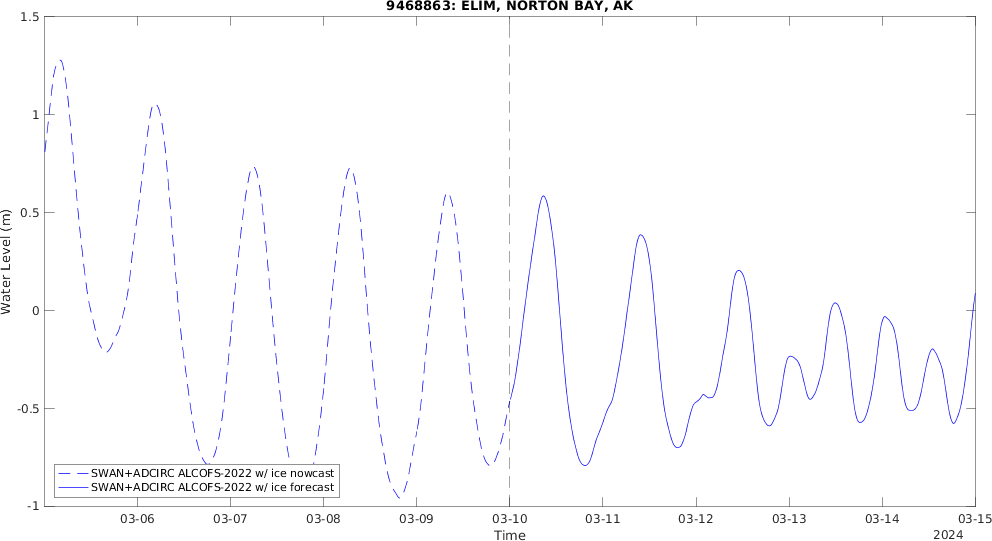 9468863: ELIM, NORTON BAY, AK
1.5
1
0.5
0
-0.5
-1
Water Level (m)
SWAN+ADCIRC ALCOFS-2022 w/ ice nowcast
SWAN+ADCIRC ALCOFS-2022 w/ ice forecast
03-06 03-07 03-08 03-09 03-10 03-11 03-12 03-13 03-14 03-15
Time
2024